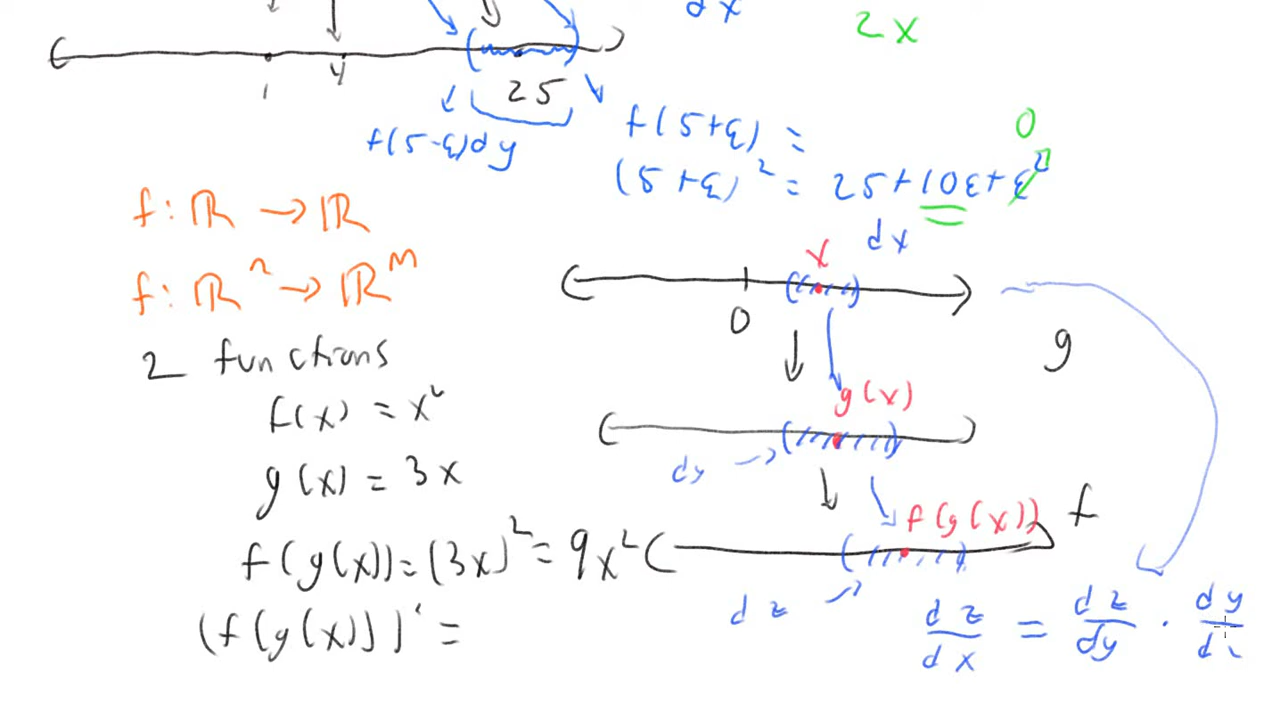 dx
2x
1 4 25
f(5-ε) dy
f(5+ε) =
(5+ε)² = 25+10ε+ε²
0
f: ℝ → ℝ
f: ℝⁿ → ℝᵐ
2 functions
f(x) = x²
g(x) = 3x
f(g(x)) = (3x)² = 9x²
(f(g(x)))' =
x dx
0
g
g(x)
dy
f(g(x)) f
dz
dz/dx = dz/dy · dy/d